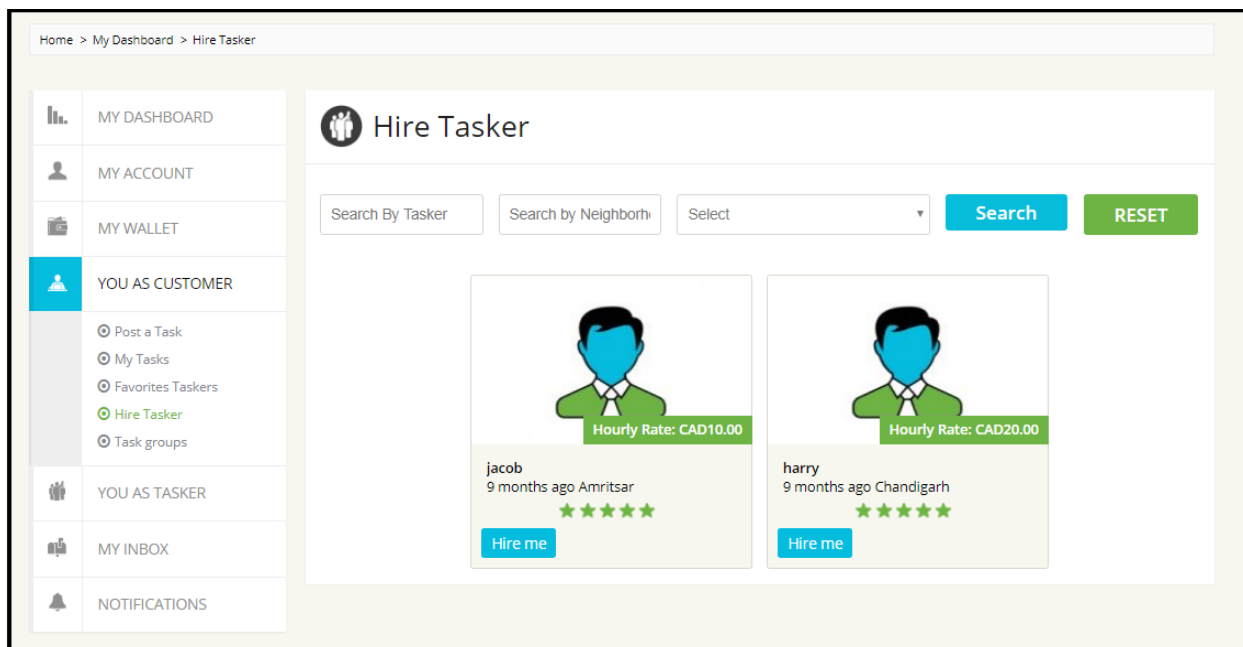 Home > My Dashboard > Hire Tasker
MY DASHBOARD
MY ACCOUNT
MY WALLET
YOU AS CUSTOMER
Post a Task
My Tasks
Favorites Taskers
Hire Tasker
Task groups
YOU AS TASKER
MY INBOX
NOTIFICATIONS
Hire Tasker
Search By Tasker
Search by Neighborh
Select
Search
RESET
Hourly Rate: CAD10.00
jacob
9 months ago Amritsar
Hire me
Hourly Rate: CAD20.00
harry
9 months ago Chandigarh
Hire me